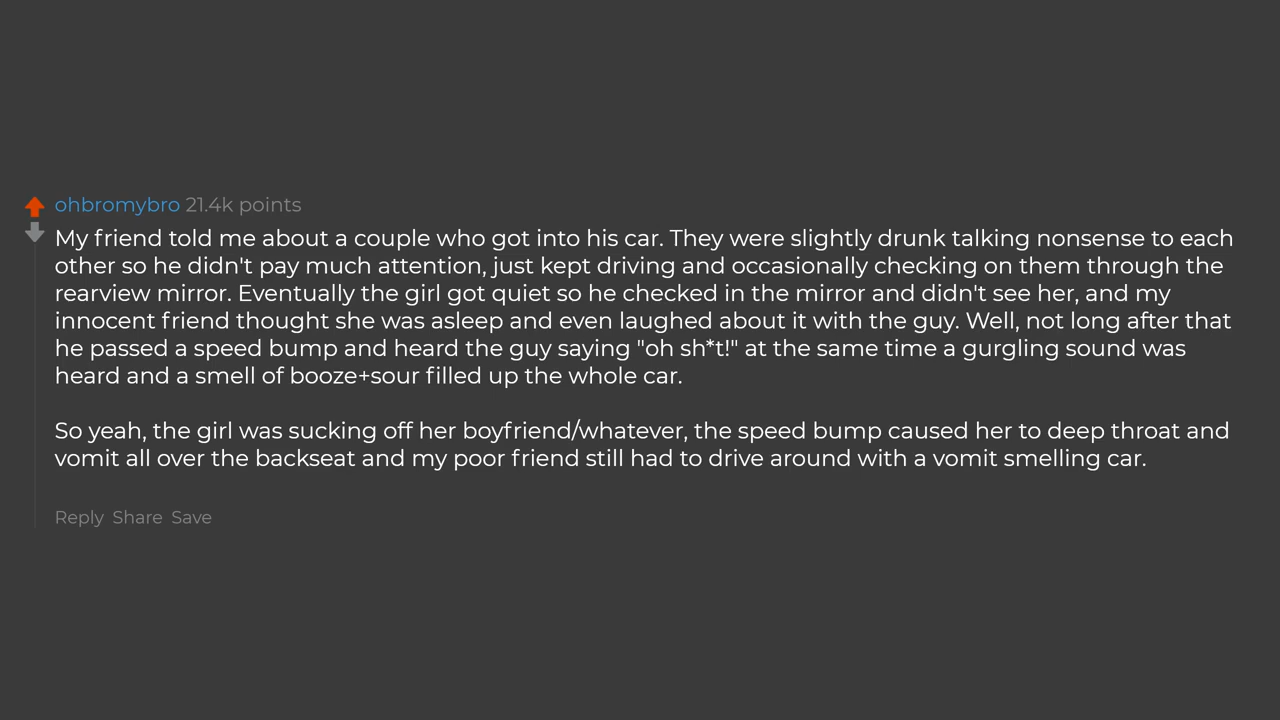 ohbromybro 21.4k points
My friend told me about a couple who got into his car. They were slightly drunk talking nonsense to each
other so he didn't pay much attention, just kept driving and occasionally checking on them through the
rearview mirror. Eventually the girl got quiet so he checked in the mirror and didn't see her, and my
innocent friend thought she was asleep and even laughed about it with the guy. Well, not long after that
he passed a speed bump and heard the guy saying "oh sh*t!" at the same time a gurgling sound was
heard and a smell of booze+sour filled up the whole car.
So yeah, the girl was sucking off her boyfriend/whatever, the speed bump caused her to deep throat and
vomit all over the backseat and my poor friend still had to drive around with a vomit smelling car.
Reply Share Save